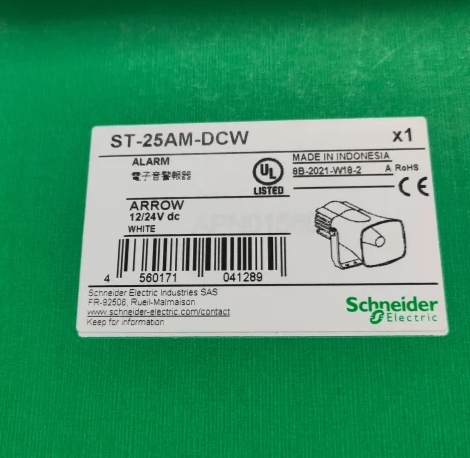 ST-25AM-DCW x1
ALARM
電子音警報器
UL
LISTED
MADE IN INDONESIA
8B-2021-W18-2 A RoHS
CE
ARROW
12/24V dc
WHITE
4 560171 041289
Schneider Electric Industries SAS
FR-92506, Rueil-Malmaison
www.schneider-electric.com/contact
Keep for information
Schneider
Electric